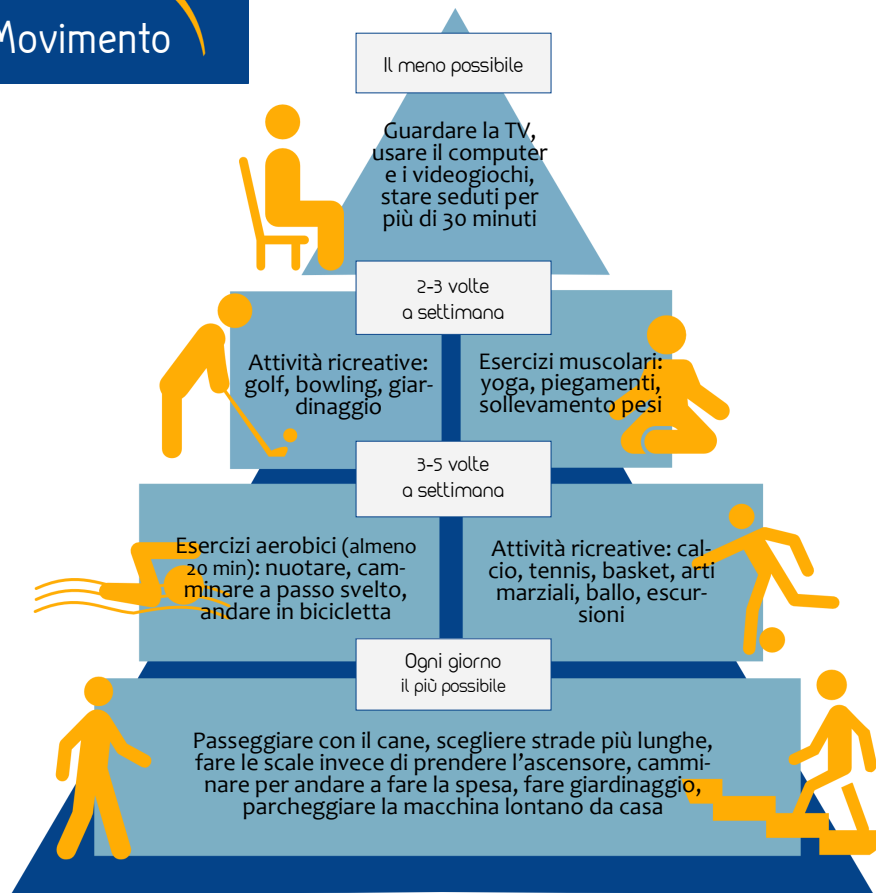 Movimento
Il meno possibile
Guardare la TV,
usare il computer
e i videogiochi,
stare seduti per
più di 30 minuti
2-3 volte
a settimana
Attività ricreative:
golf, bowling, giar-
dinaggio
Esercizi muscolari:
yoga, piegamenti,
sollevamento pesi
3-5 volte
a settimana
Esercizi aerobici (almeno
20 min): nuotare, cam-
minare a passo svelto,
andare in bicicletta
Attività ricreative: cal-
cio, tennis, basket, arti
marziali, ballo, escur-
sioni
Ogni giorno
il più possibile
Passeggiare con il cane, scegliere strade più lunghe,
fare le scale invece di prendere l’ascensore, cammi-
nare per andare a fare la spesa, fare giardinaggio,
parcheggiare la macchina lontano da casa